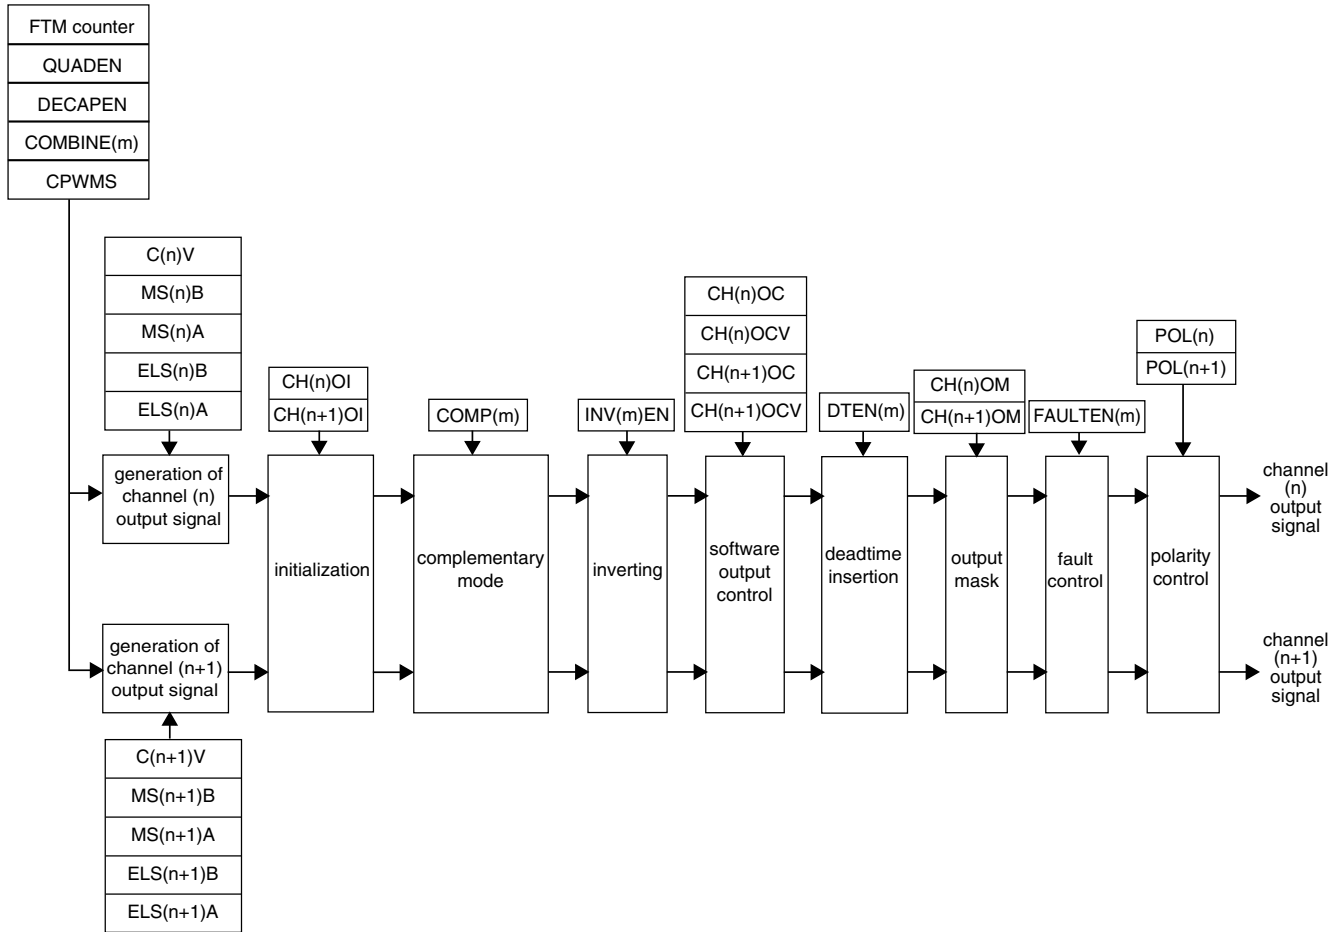 FTM counter
QUADEN
DECAPEN
COMBINE(m)
CPWMS
C(n)V
MS(n)B
MS(n)A
ELS(n)B
ELS(n)A
CH(n)OI
CH(n+1)OI
COMP(m)
INV(m)EN
CH(n)OC
CH(n)OCV
CH(n+1)OC
CH(n+1)OCV
DTEN(m)
CH(n)OM
CH(n+1)OM
FAULTEN(m)
POL(n)
POL(n+1)
generation of
channel (n)
output signal
generation of
channel (n+1)
output signal
initialization
complementary
mode
inverting
software
output
control
deadtime
insertion
output
mask
fault
control
polarity
control
channel
(n)
output
signal
channel
(n+1)
output
signal
C(n+1)V
MS(n+1)B
MS(n+1)A
ELS(n+1)B
ELS(n+1)A